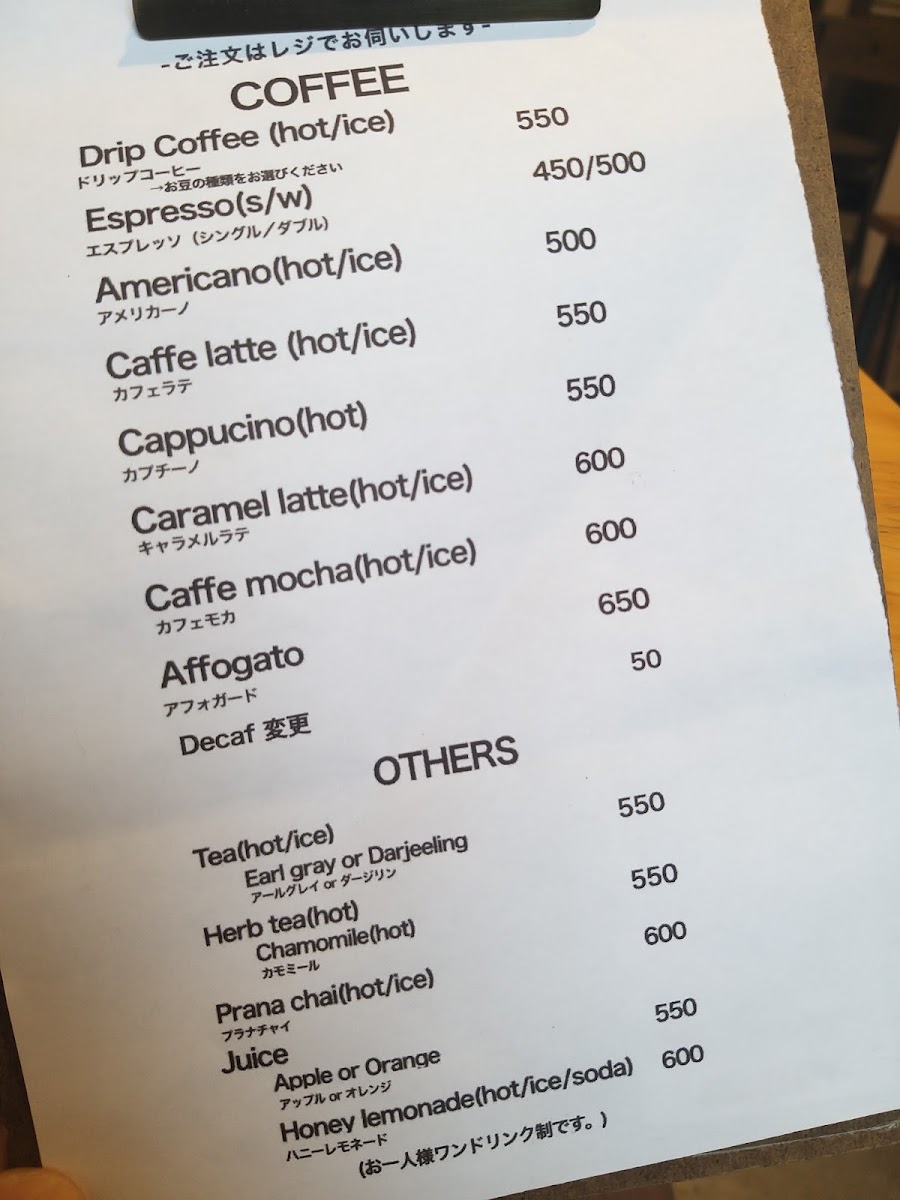 -ご注文はレジでお伺いします-
COFFEE
Drip Coffee (hot/ice) 550
ドリップコーヒー
→お豆の種類をお選びください
Espresso(s/w) 450/500
エスプレッソ（シングル／ダブル）
Americano(hot/ice) 500
アメリカーノ
Caffe latte (hot/ice) 550
カフェラテ
Cappucino(hot) 550
カプチーノ
Caramel latte(hot/ice) 600
キャラメルラテ
Caffe mocha(hot/ice) 600
カフェモカ
Affogato 650
アフォガード
Decaf 変更 50
OTHERS
Tea(hot/ice) 550
Earl gray or Darjeeling
アールグレイ or ダージリン
Herb tea(hot) 550
Chamomile(hot)
カモミール
Prana chai(hot/ice) 600
プラナチャイ
Juice 550
Apple or Orange
アップル or オレンジ
Honey lemonade(hot/ice/soda) 600
ハニーレモネード
(お一人様ワンドリンク制です。)